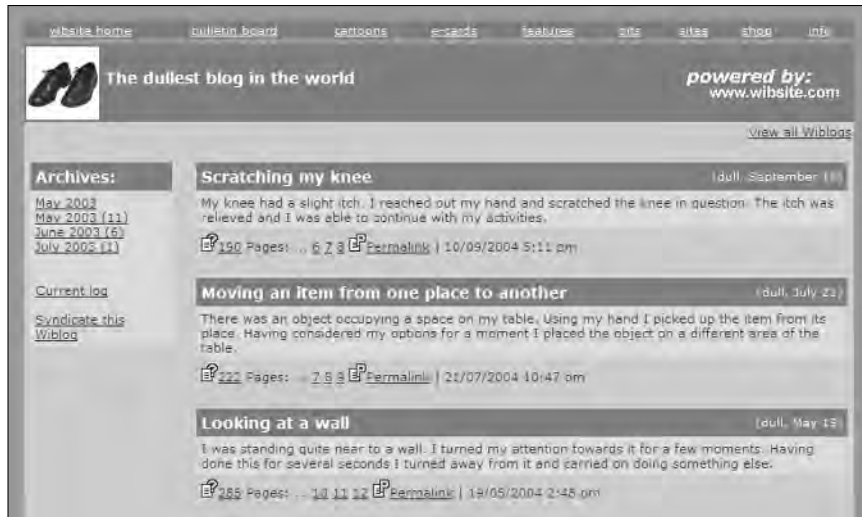 wibsite home bulletin board cartoons e-cards features pits sites shop info
The dullest blog in the world
powered by:
www.wibsite.com
View all Wiblogs
Archives:
May 2003
May 2003 (11)
June 2003 (6)
July 2003 (1)
Current log
Syndicate this
Wiblog
Scratching my knee (dull, September
My knee had a slight itch. I reached out my hand and scratched the knee in question. The itch was
relieved and I was able to continue with my activities.
190 Pages: ... 6 7 8 Permalink | 10/09/2004 5:11 pm
Moving an item from one place to another (dull, July
There was an object occupying a space on my table. Using my hand I picked up the item from its
place. Having considered my options for a moment I placed the object on a different area of the
table.
222 Pages: ... 7 8 9 Permalink | 21/07/2004 10:47 pm
Looking at a wall (dull, May
I was standing quite near to a wall. I turned my attention towards it for a few moments. Having
done this for several seconds I turned away from it and carried on doing something else.
285 Pages: ... 10 11 12 Permalink | 19/05/2004 2:48 pm